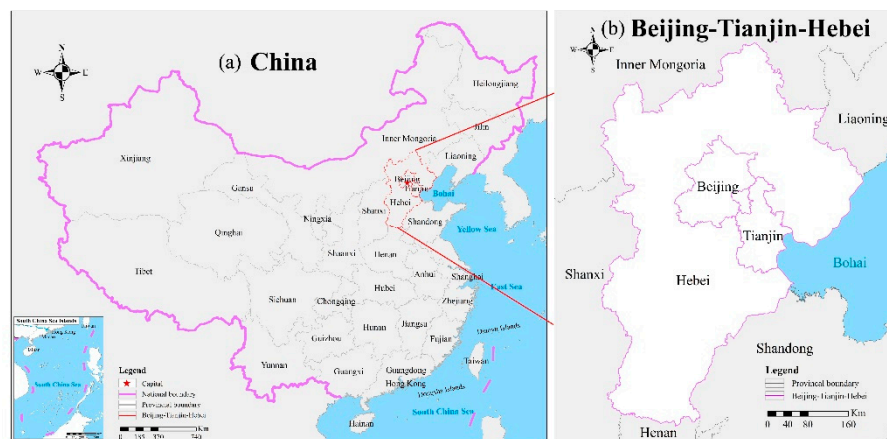 (a) China
N
W
E
S
Heilongjiang
Jilin
Inner Mongoria
Liaoning
Xinjiang
Gansu
Beijing
Tianjin
Bohai
Hebei
Ningxia
Shanxi
Shandong
Qinghai
Yellow Sea
Shaanxi
Henan
Tibet
Anhui
Shanghai
East Sea
Sichuan
Chongqing
Hebei
Zhejiang
Hunan
Jiangsu
Guizhou
Fujian
Yunnan
Guangxi
Guangdong
Hong Kong
Taiwan
South China Sea
Hainan
South China Sea Islands
South China Sea
Legend
Capital
National boundary
Provincial boundary
Beijing-Tianjin-Hebei
Km
(b) Beijing-Tianjin-Hebei
N
W
E
S
Inner Mongoria
Liaoning
Beijing
Tianjin
Bohai
Shanxi
Hebei
Shandong
Henan
Legend
Provincial boundary
Beijing-Tianjin-Hebei
Km
0 20 40 80 120 160